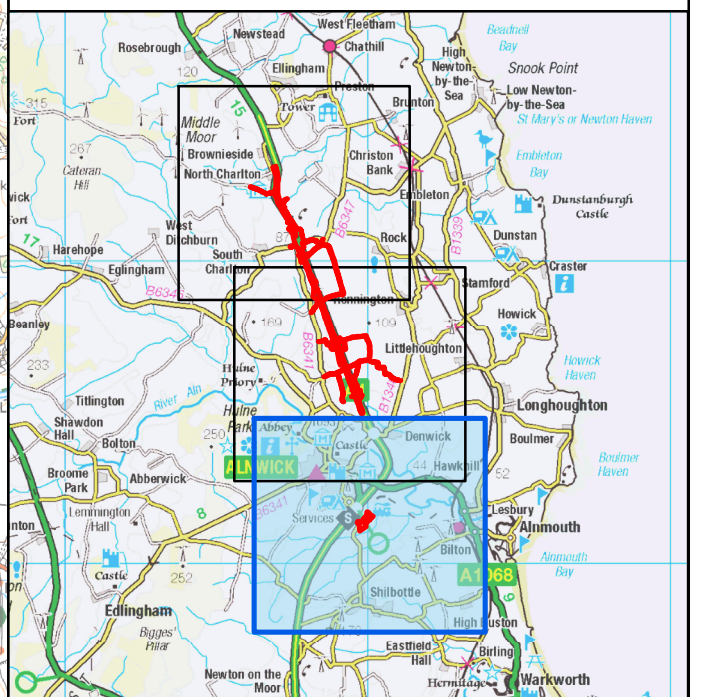 West Fleetham
Beadnell
Bay
Newstead
Rosebrough
Chathill
High
Newton-
by-the-
Sea
Snook Point
Ellingham
120
Preston
Low Newton-
by-the-Sea
Brunton
St Mary's or Newton Haven
315
Fort
15
Tower
Middle
Moor
267
Cateran
Hill
Brownieside
North Charlton
Christon
Bank
Embleton
Bay
Embleton
Dunstanburgh
Castle
wick
Fort
B6347
B1339
West
Ditchburn
87
Rock
Dunstan
17
Harehope
South
Charlton
Craster
Eglingham
B6346
Stamford
Rennington
Howick
Beanley
169
109
B6341
Littlehoughton
233
Hulne
Priory
B1340
Howick
Haven
River Aln
Titlington
Hulne
Park
Longhoughton
Shawdon
Hall
Abbey
Denwick
Bolton
250
Castle
Boulmer
Boulmer
Haven
ALNWICK
44
Hawkhill
52
Broome
Park
Abberwick
B6341
Lesbury
nton
Lemmington
Hall
8
Services
S
Alnmouth
Bilton
Alnmouth
Bay
Castle
252
A1068
on
Shilbottle
9
Edlingham
High Buston
Bigges'
Pillar
Eastfield
Hall
Birling
Newton on the
Moor
Hermitage
Warkworth